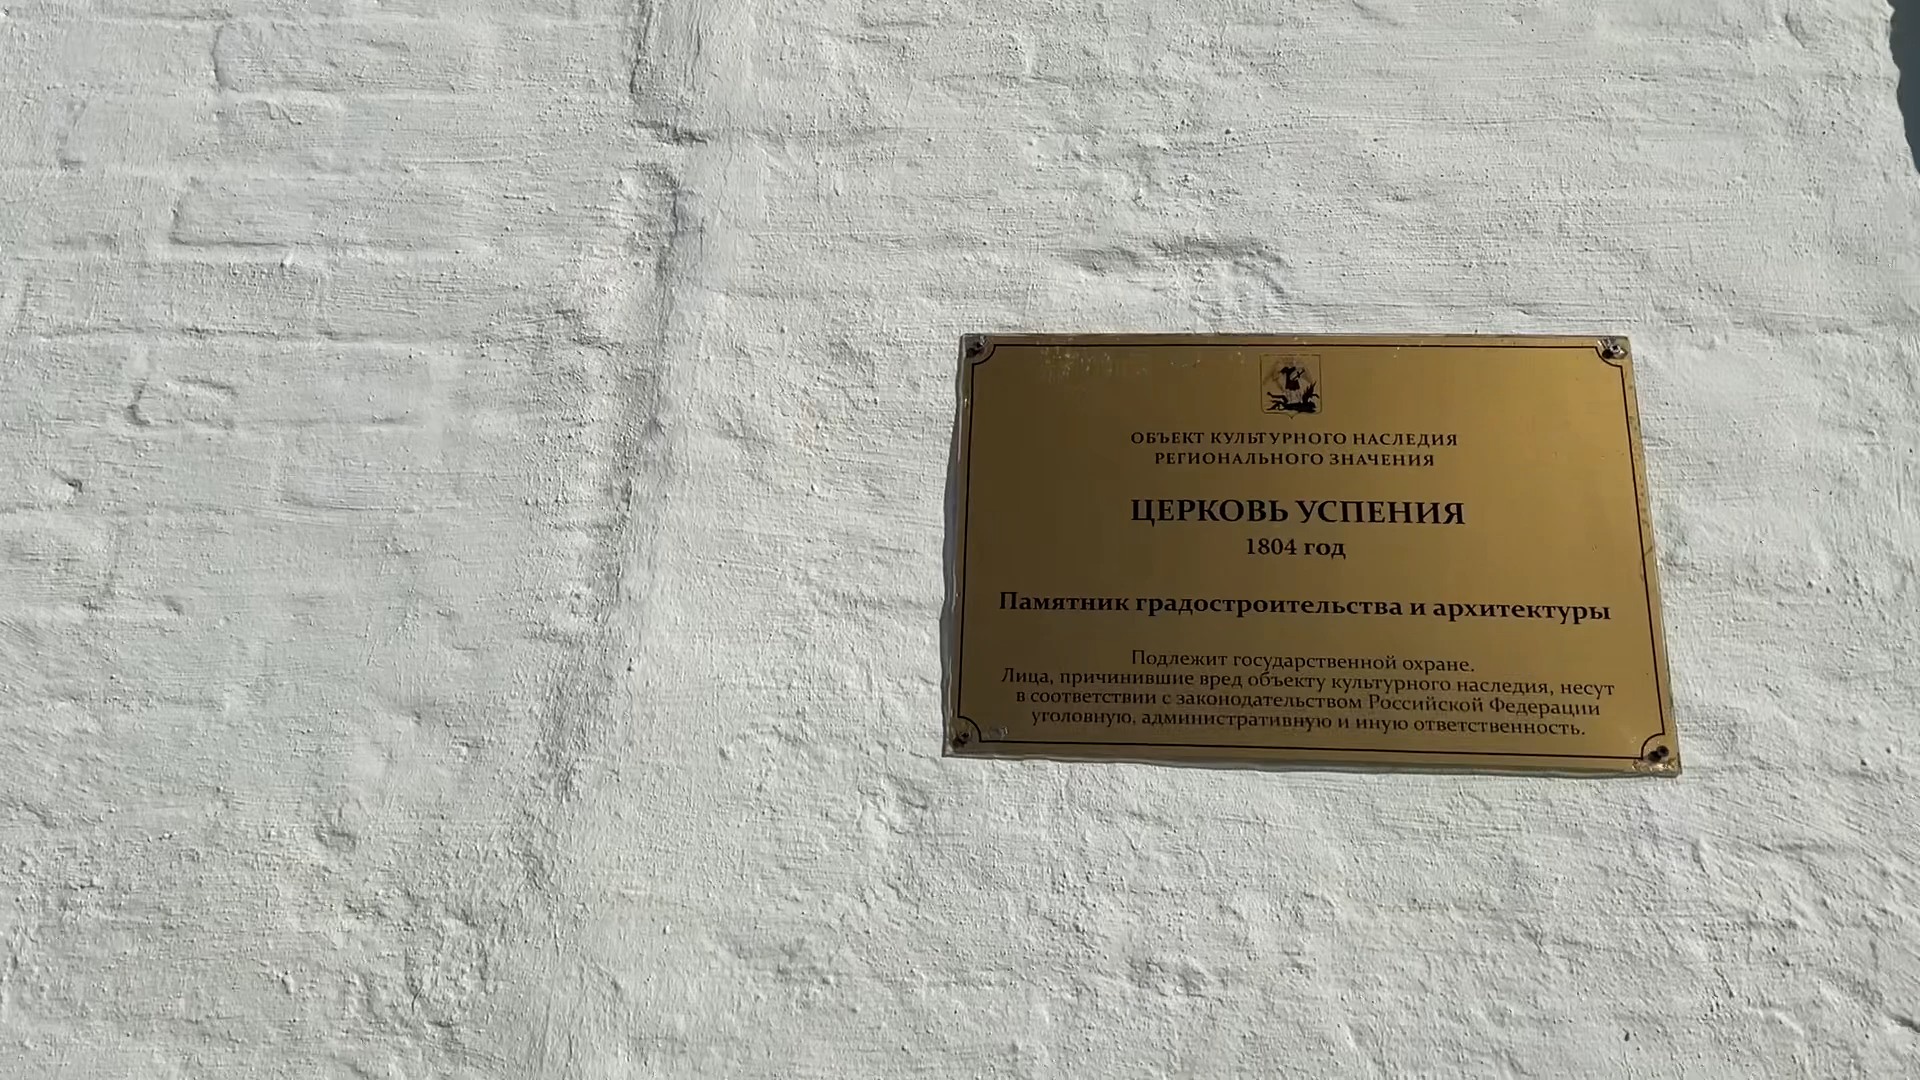 ОБЪЕКТ КУЛЬТУРНОГО НАСЛЕДИЯ
РЕГИОНАЛЬНОГО ЗНАЧЕНИЯ
ЦЕРКОВЬ УСПЕНИЯ
1804 год
Памятник градостроительства и архитектуры
Подлежит государственной охране.
Лица, причинившие вред объекту культурного наследия, несут
в соответствии с законодательством Российской Федерации
уголовную, административную и иную ответственность.